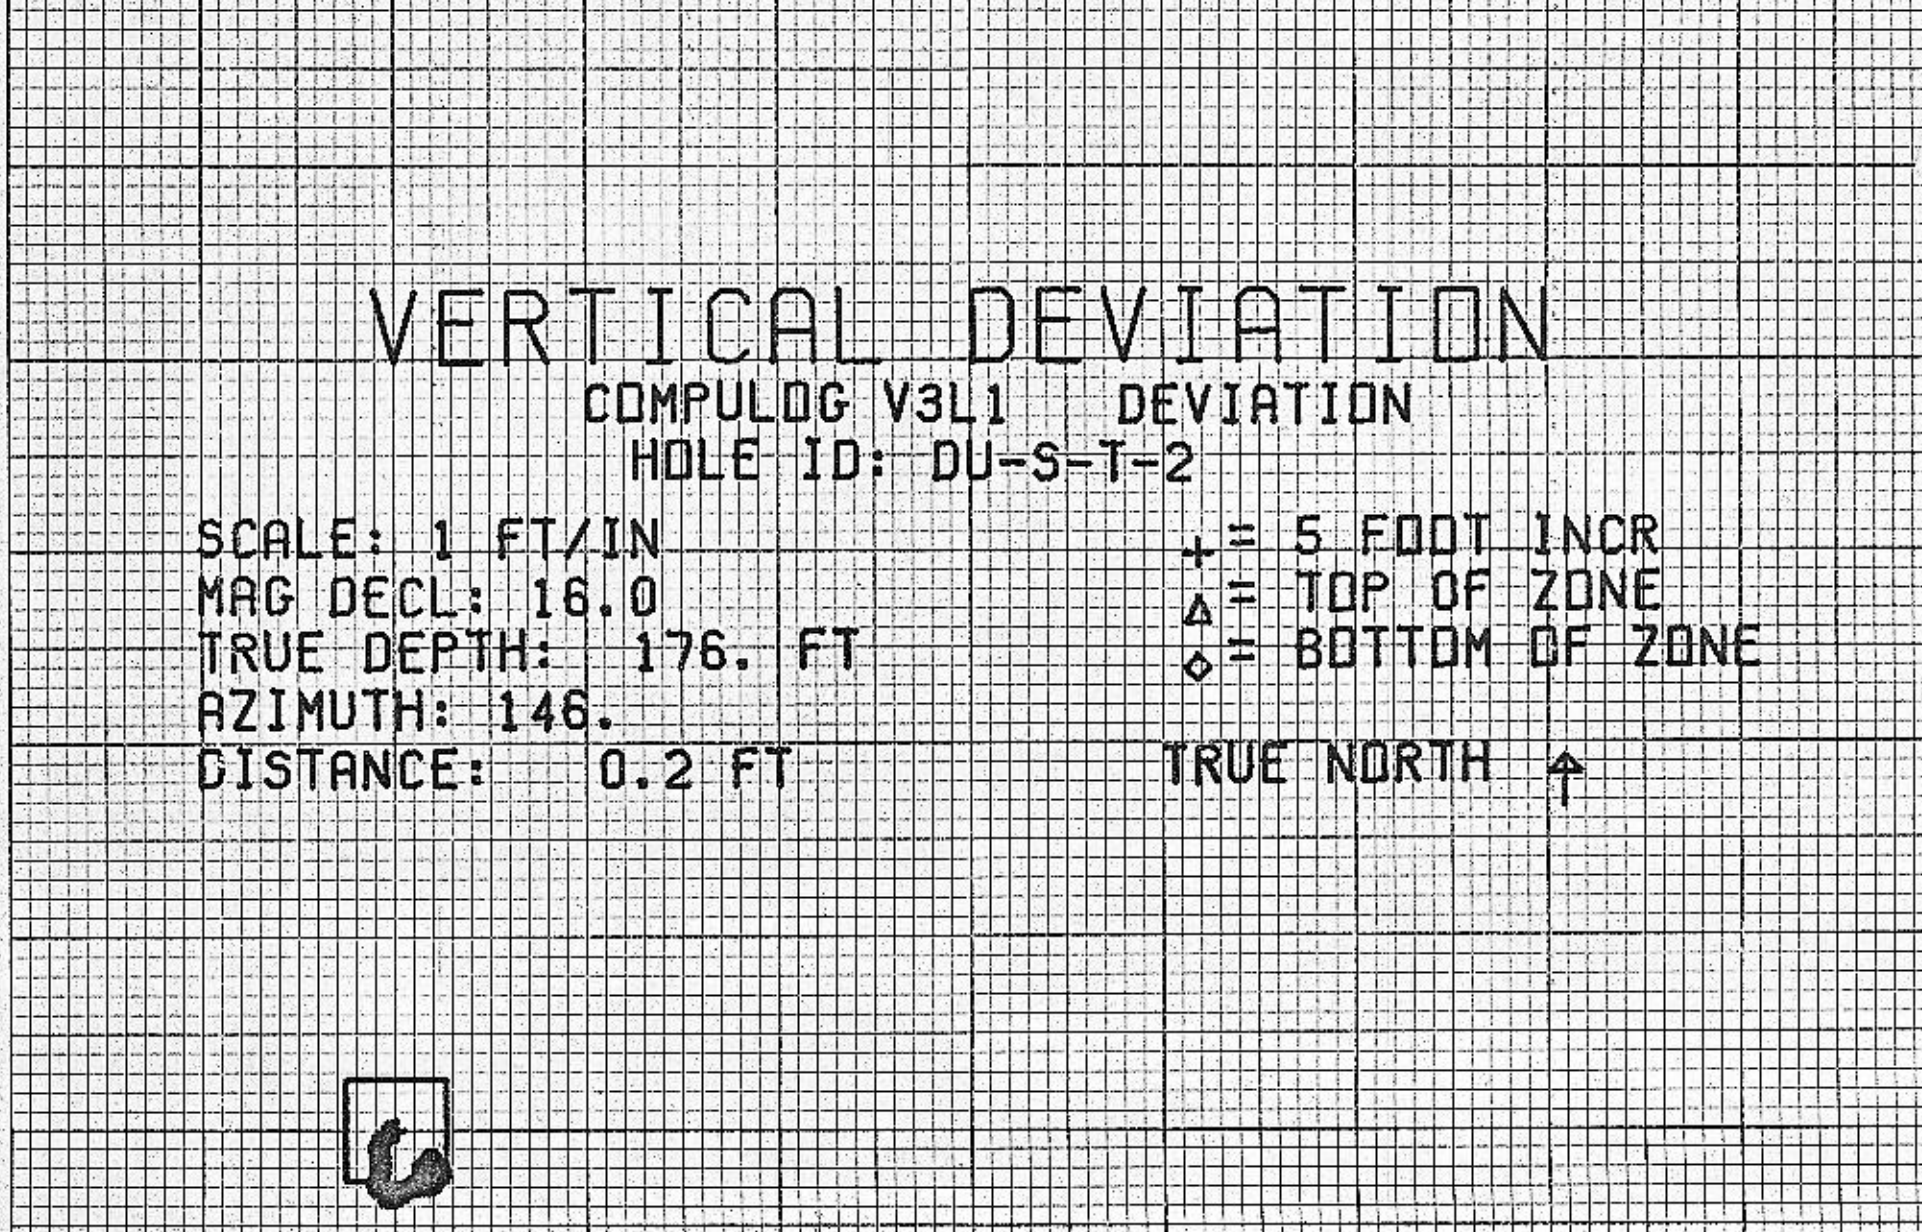 VERTICAL DEVIATION
COMPULOG V3L1 DEVIATION
HOLE ID: DU-S-T-2
SCALE: 1 FT/IN
MAG DECL: 16.0
TRUE DEPTH: 176. FT
AZIMUTH: 146.
DISTANCE: 0.2 FT
+ = 5 FOOT INCR
△ = TOP OF ZONE
◇ = BOTTOM OF ZONE
TRUE NORTH ↑